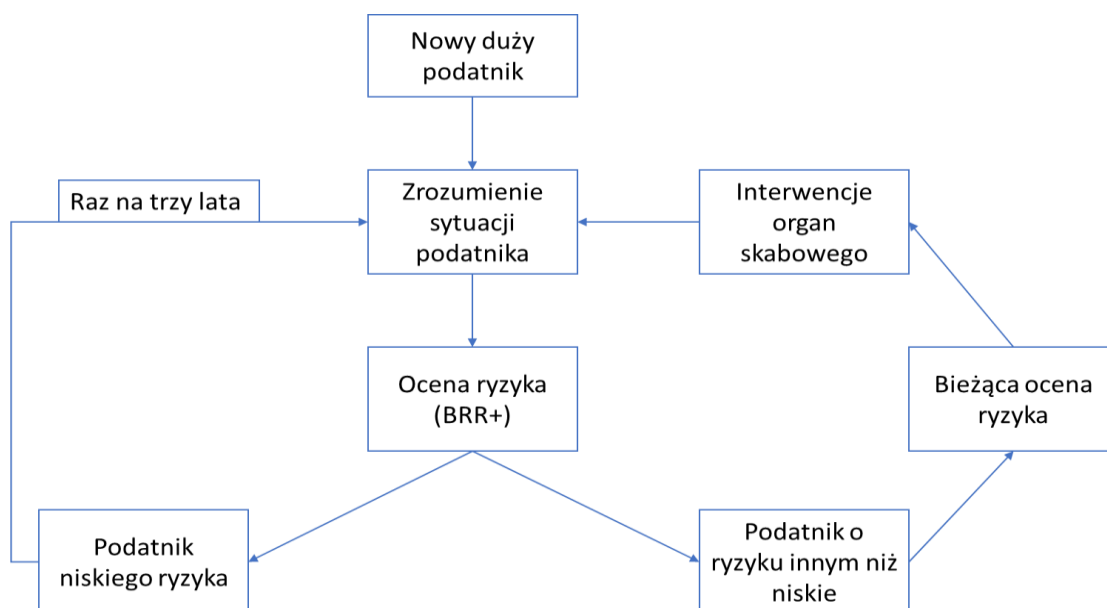 Nowy duży
podatnik
Raz na trzy lata
Zrozumienie
sytuacji
podatnika
Interwencje
organ
skabowego
Ocena ryzyka
(BRR+)
Bieżąca ocena
ryzyka
Podatnik
niskiego ryzyka
Podatnik o
ryzyku innym niż
niskie